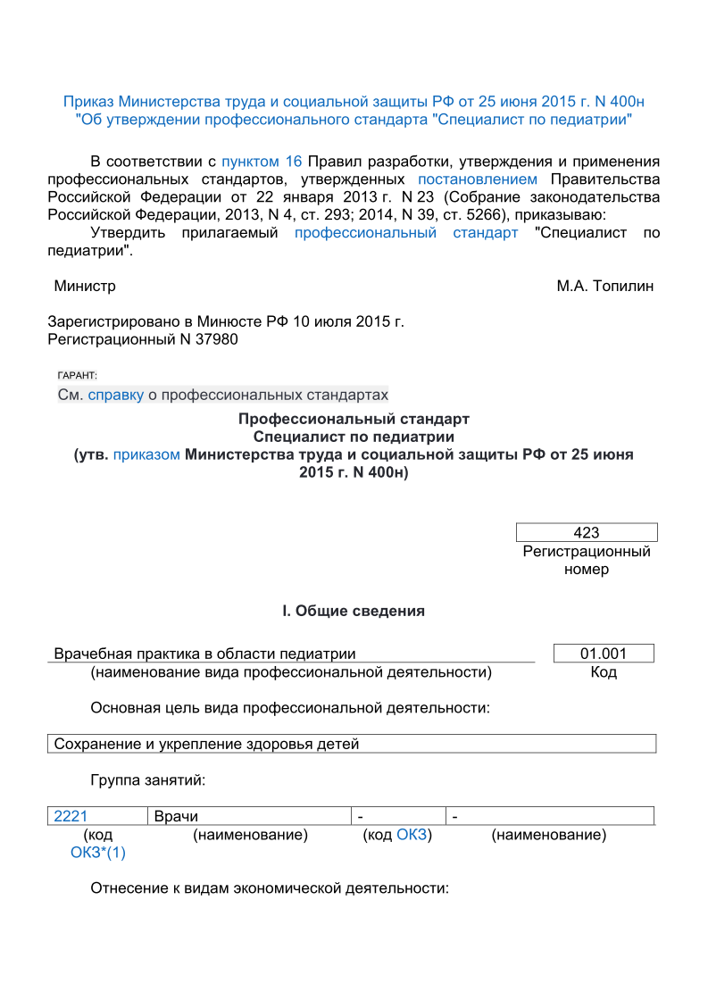 Приказ Министерства труда и социальной защиты РФ от 25 июня 2015 г. N 400н
"Об утверждении профессионального стандарта "Специалист по педиатрии"
В соответствии с пунктом 16 Правил разработки, утверждения и применения
профессиональных стандартов, утвержденных постановлением Правительства
Российской Федерации от 22 января 2013 г. N 23 (Собрание законодательства
Российской Федерации, 2013, N 4, ст. 293; 2014, N 39, ст. 5266), приказываю:
Утвердить прилагаемый профессиональный стандарт "Специалист по
педиатрии".
Министр М.А. Топилин
Зарегистрировано в Минюсте РФ 10 июля 2015 г.
Регистрационный N 37980
ГАРАНТ:
См. справку о профессиональных стандартах
Профессиональный стандарт
Специалист по педиатрии
(утв. приказом Министерства труда и социальной защиты РФ от 25 июня
2015 г. N 400н)
423
Регистрационный
номер
I. Общие сведения
Врачебная практика в области педиатрии 01.001
(наименование вида профессиональной деятельности) Код
Основная цель вида профессиональной деятельности:
Сохранение и укрепление здоровья детей
Группа занятий:
2221 Врачи - -
(код (наименование) (код ОКЗ) (наименование)
ОКЗ*(1)
Отнесение к видам экономической деятельности: